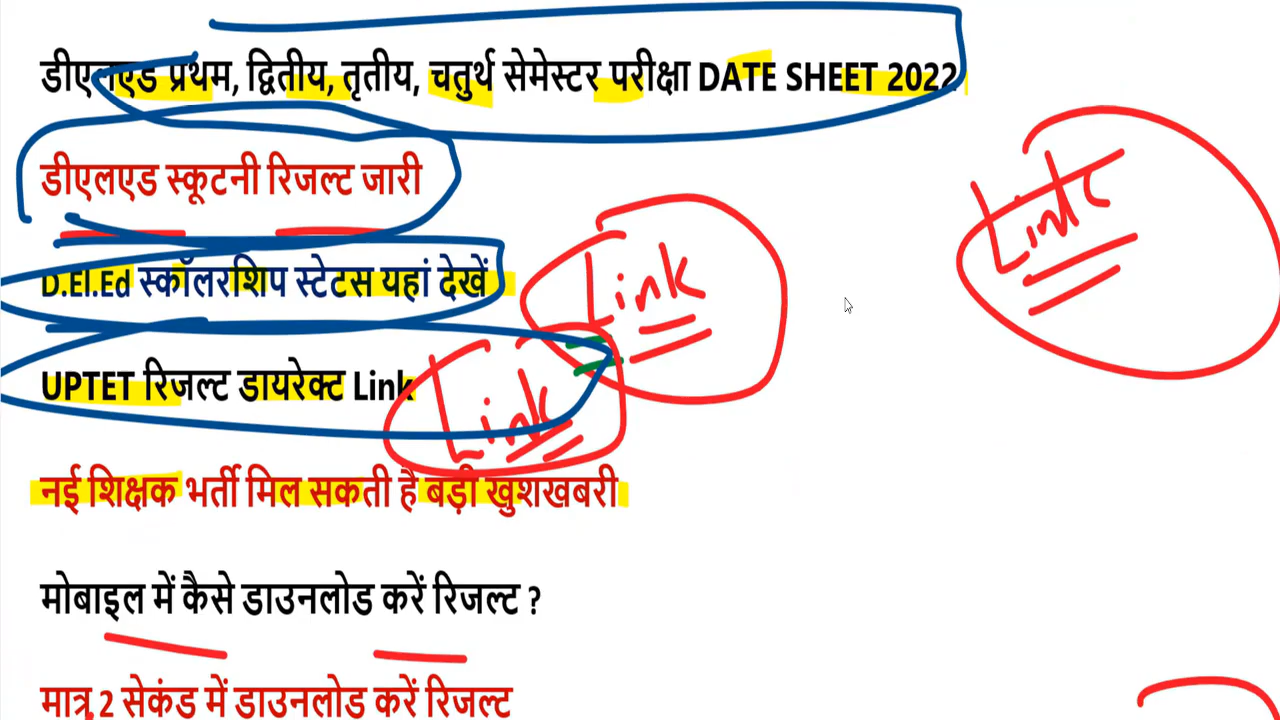 डीएलएड प्रथम, द्वितीय, तृतीय, चतुर्थ सेमेस्टर परीक्षा DATE SHEET 2022
डीएलएड स्कूटनी रिजल्ट जारी
Link
D.El.Ed स्कॉलरशिप स्टेटस यहां देखें
Link
UPTET रिजल्ट डायरेक्ट Link
Link
नई शिक्षक भर्ती मिल सकती है बड़ी खुशखबरी
मोबाइल में कैसे डाउनलोड करें रिजल्ट ?
मात्र 2 सेकंड में डाउनलोड करें रिजल्ट